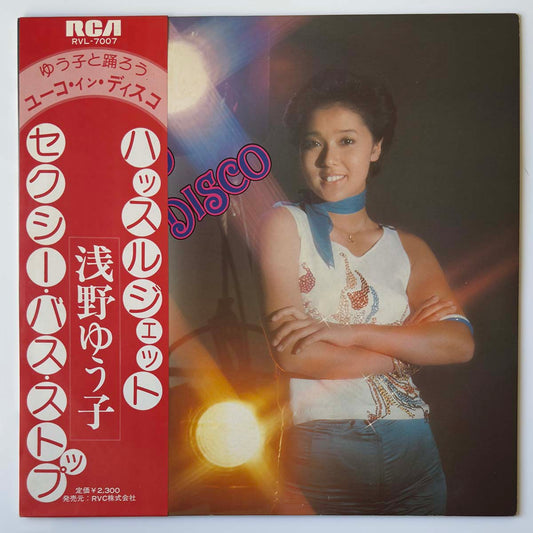 RCA
RVL-7007
ゆう子と踊ろう
ユーコ・イン・ディスコ
ハッスルジェット
セクシー・バス・ストップ
浅野ゆう子
定価¥2,300
発売元:RVC株式会社
DISCO